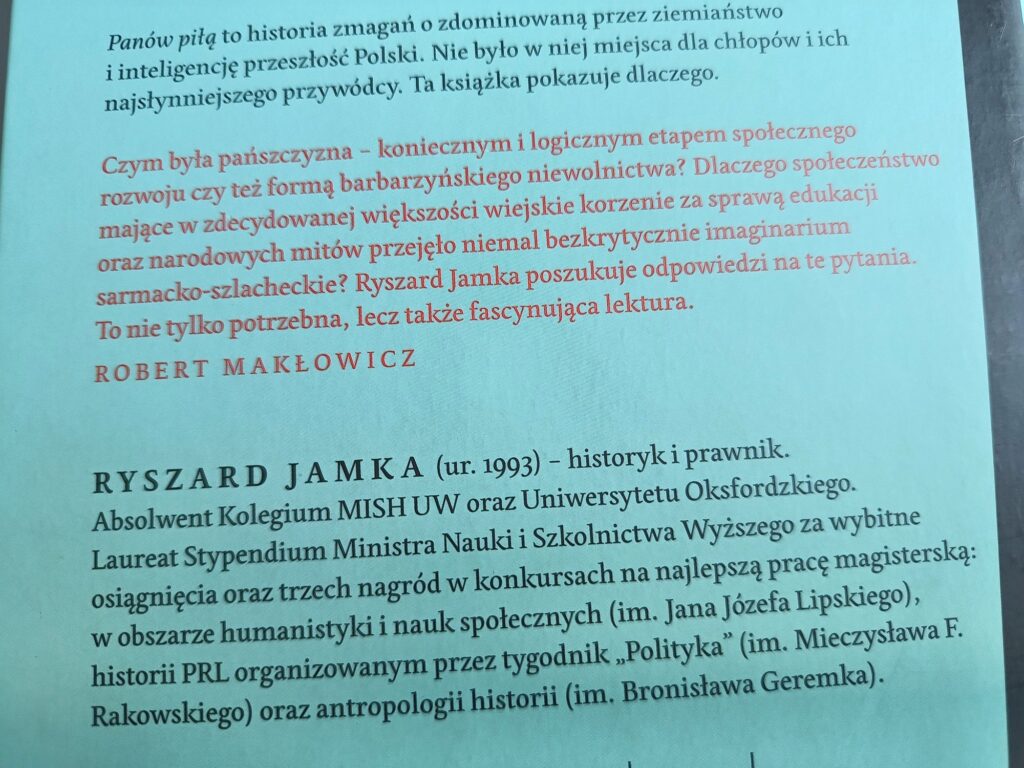 Panów piłą to historia zmagań o zdominowaną przez ziemiaństwo
i inteligencję przeszłość Polski. Nie było w niej miejsca dla chłopów i ich
najsłynniejszego przywódcy. Ta książka pokazuje dlaczego.
Czym była pańszczyzna – koniecznym i logicznym etapem społecznego
rozwoju czy też formą barbarzyńskiego niewolnictwa? Dlaczego społeczeństwo
mające w zdecydowanej większości wiejskie korzenie za sprawą edukacji
oraz narodowych mitów przejęło niemal bezkrytycznie imaginarium
sarmacko-szlacheckie? Ryszard Jamka poszukuje odpowiedzi na te pytania.
To nie tylko potrzebna, lecz także fascynująca lektura.
ROBERT MAKŁOWICZ
RYSZARD JAMKA (ur. 1993) – historyk i prawnik.
Absolwent Kolegium MISH UW oraz Uniwersytetu Oksfordzkiego.
Laureat Stypendium Ministra Nauki i Szkolnictwa Wyższego za wybitne
osiągnięcia oraz trzech nagród w konkursach na najlepszą pracę magisterską:
w obszarze humanistyki i nauk społecznych (im. Jana Józefa Lipskiego),
historii PRL organizowanym przez tygodnik „Polityka” (im. Mieczysława F.
Rakowskiego) oraz antropologii historii (im. Bronisława Geremka).